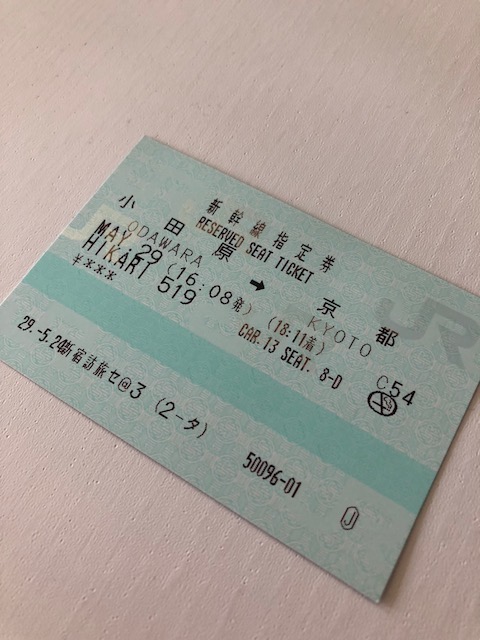 新幹線指定券
RESERVED SEAT TICKET
小田原 → 京都
ODAWARA KYOTO
MAY 29 (16:08発) (18:11着) C54
HIKARI 519 CAR.13 SEAT. 8-D
¥***
29.-5.24新宿訪旅セ@3 (2-タ)
50096-01
JR